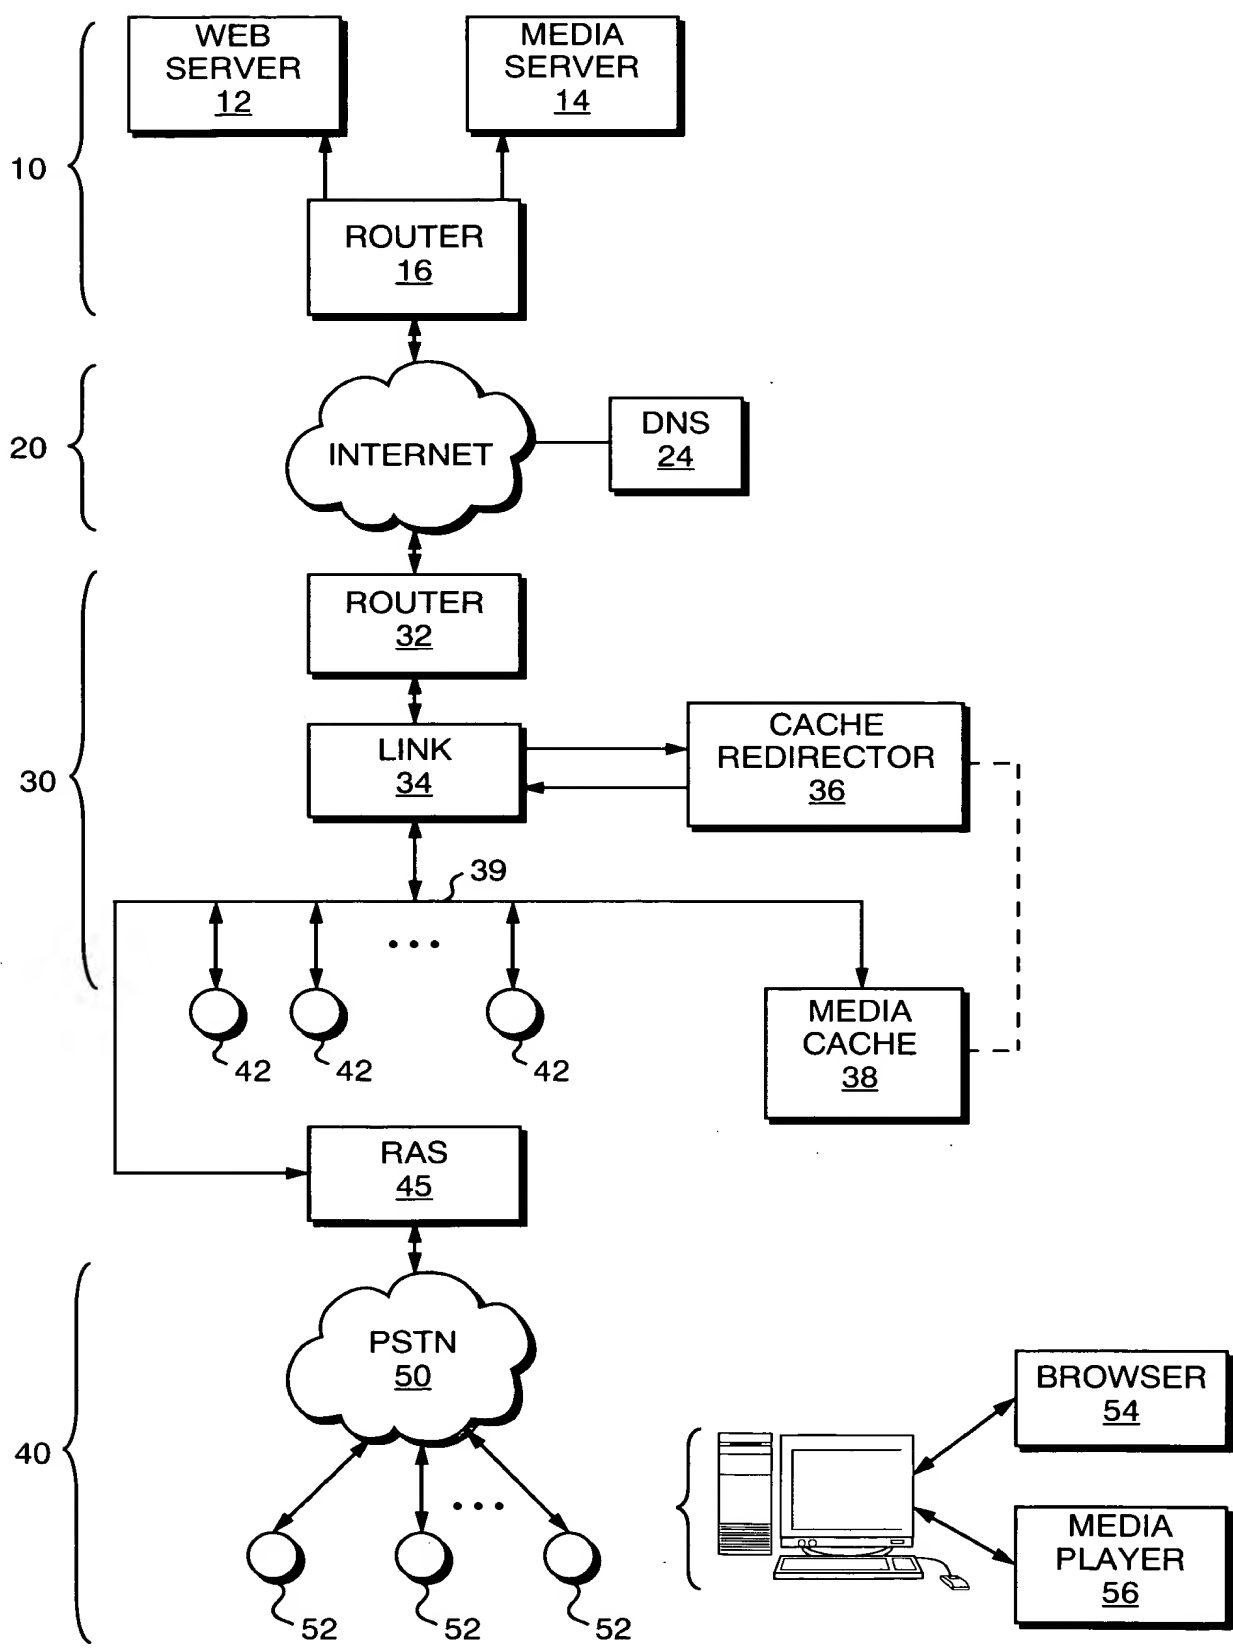 WEB
SERVER
12
MEDIA
SERVER
14
10
ROUTER
16
20
INTERNET
DNS
24
ROUTER
32
30
LINK
34
CACHE
REDIRECTOR
36
39
42
42
42
MEDIA
CACHE
38
RAS
45
40
PSTN
50
52
52
52
BROWSER
54
MEDIA
PLAYER
56